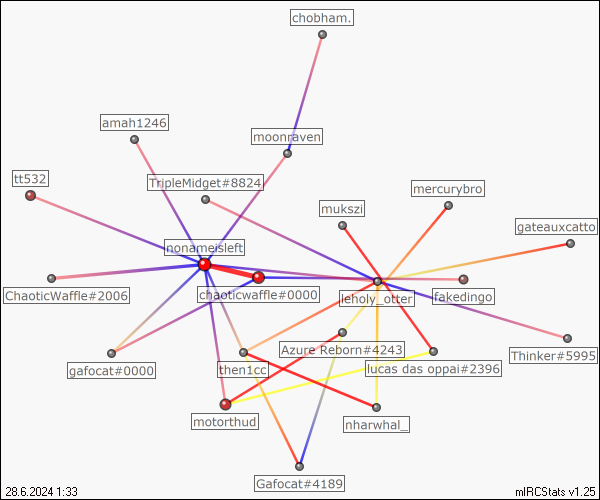 chobham.
amah1246
moonraven
tt532
TripleMidget#8824
mercurybro
mukszi
gateauxcatto
nonameisleft
ChaoticWaffle#2006
chaoticwaffle#0000
leholy_otter
fakedingo
Azure Reborn#4243
Thinker#5995
gafocat#0000
then1cc
lucas das oppai#2396
motorthud
nharwhal_
Gafocat#4189
28.6.2024 1:33
mIRCStats v1.25